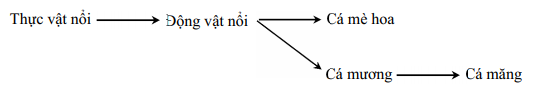 Thực vật nổi Động vật nổi Cá mè hoa
Cá mương Cá măng